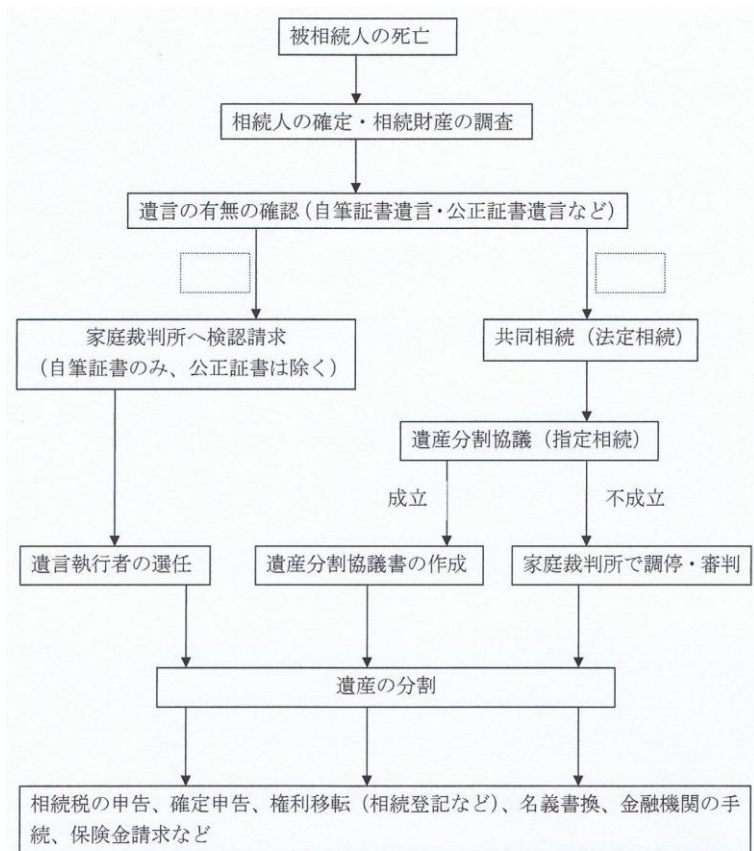 被相続人の死亡
相続人の確定・相続財産の調査
遺言の有無の確認（自筆証書遺言・公正証書遺言など）
家庭裁判所へ検認請求
（自筆証書のみ、公正証書は除く）
共同相続（法定相続）
遺産分割協議（指定相続）
成立
不成立
遺言執行者の選任
遺産分割協議書の作成
家庭裁判所で調停・審判
遺産の分割
相続税の申告、確定申告、権利移転（相続登記など）、名義書換、金融機関の手
続、保険金請求など